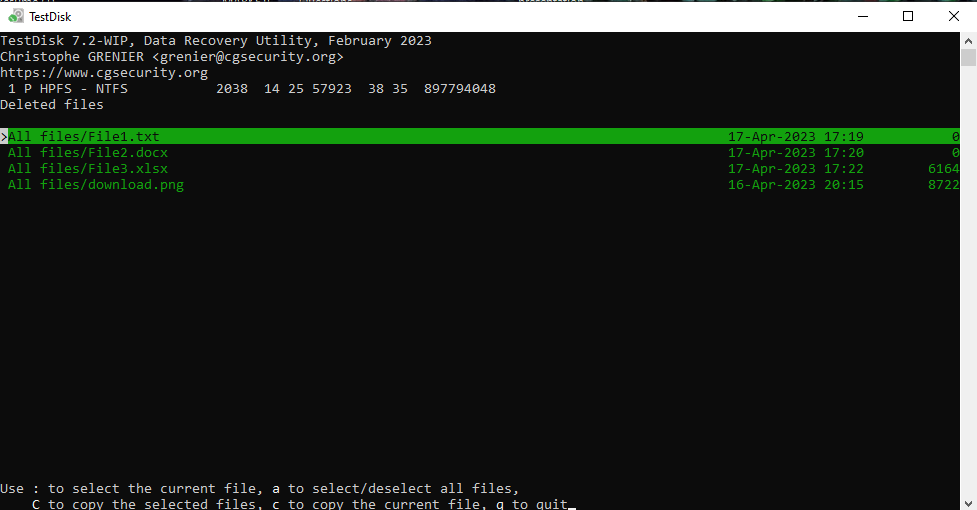 TestDisk
TestDisk 7.2-WIP, Data Recovery Utility, February 2023
Christophe GRENIER <grenier@cgsecurity.org>
https://www.cgsecurity.org
1 P HPFS - NTFS 2038 14 25 57923 38 35 897794048
Deleted files
>All files/File1.txt 17-Apr-2023 17:19 0
All files/File2.docx 17-Apr-2023 17:20 0
All files/File3.xlsx 17-Apr-2023 17:22 6164
All files/download.png 16-Apr-2023 20:15 8722
Use : to select the current file, a to select/deselect all files,
C to copy the selected files, c to copy the current file, q to quit